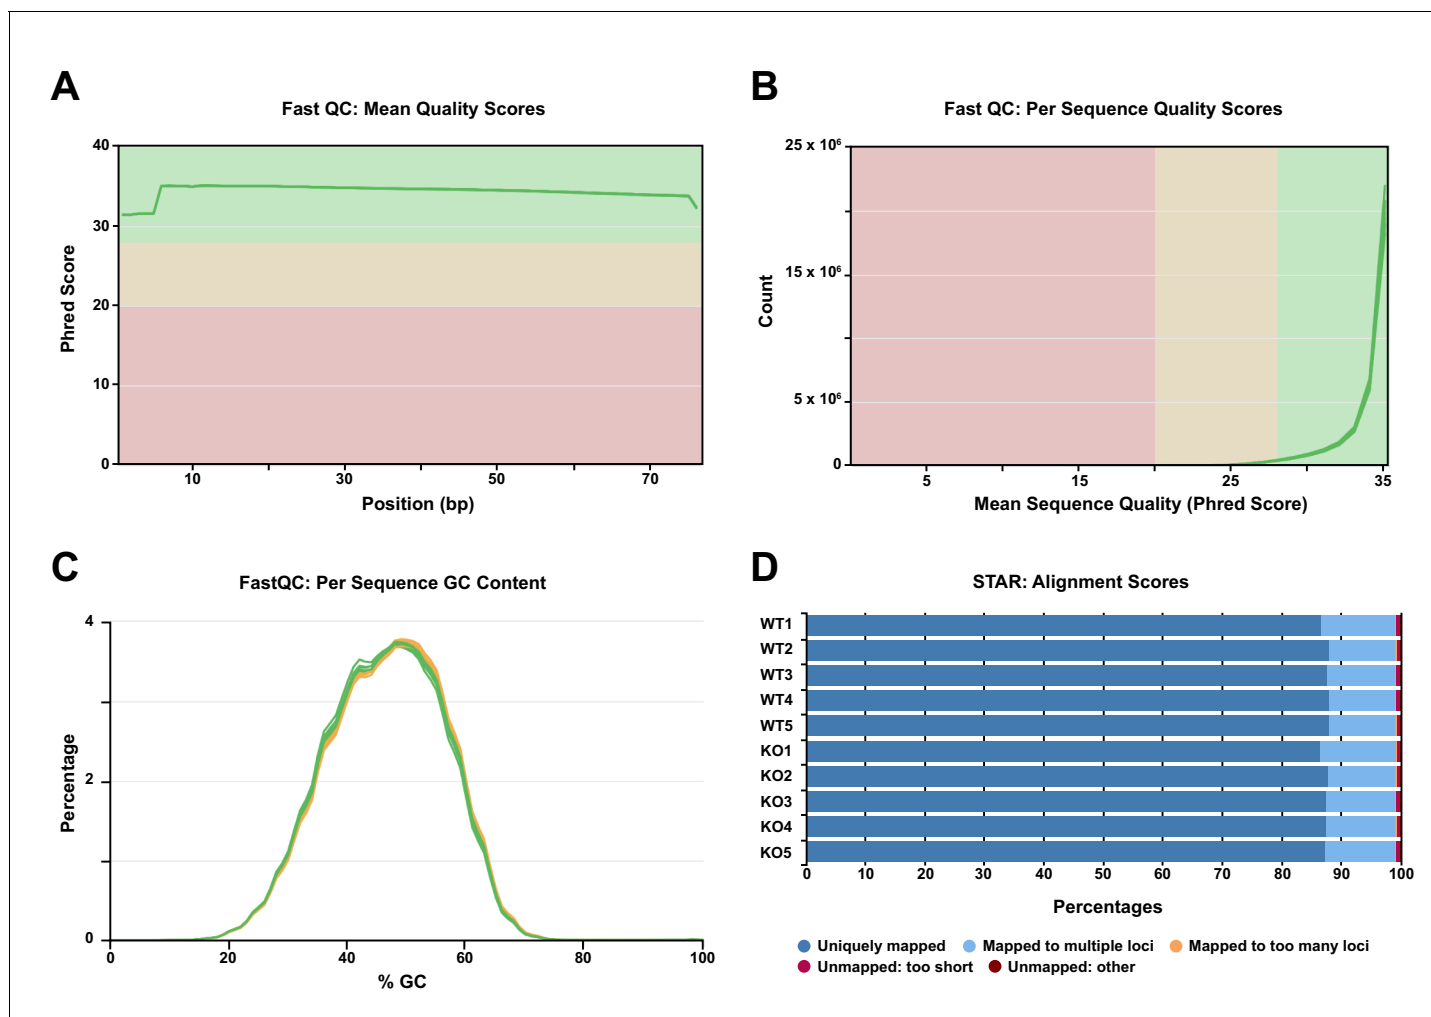 A
Fast QC: Mean Quality Scores
40
30
20
10
0
Phred Score
10 30 50 70
Position (bp)
B
Fast QC: Per Sequence Quality Scores
25 x 10⁶
15 x 10⁶
5 x 10⁶
0
Count
5 15 25 35
Mean Sequence Quality (Phred Score)
C
FastQC: Per Sequence GC Content
4
2
0
Percentage
0 20 40 60 80 100
% GC
D
STAR: Alignment Scores
WT1
WT2
WT3
WT4
WT5
KO1
KO2
KO3
KO4
KO5
0 10 20 30 40 50 60 70 80 90 100
Percentages
Uniquely mapped Mapped to multiple loci Mapped to too many loci
Unmapped: too short Unmapped: other